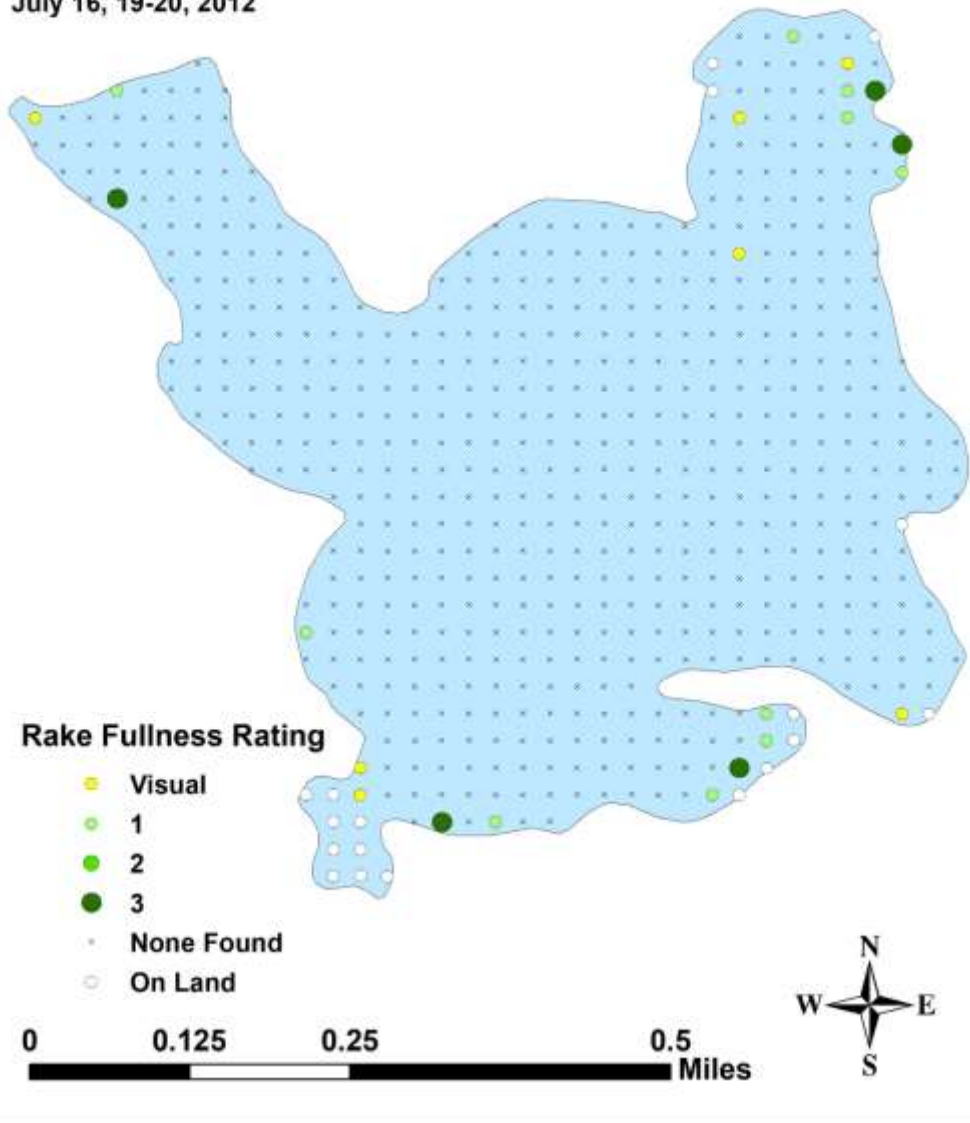 July 16, 19-20, 2012
Rake Fullness Rating
Visual
1
2
3
None Found
On Land
N
W E
S
0 0.125 0.25 0.5
Miles